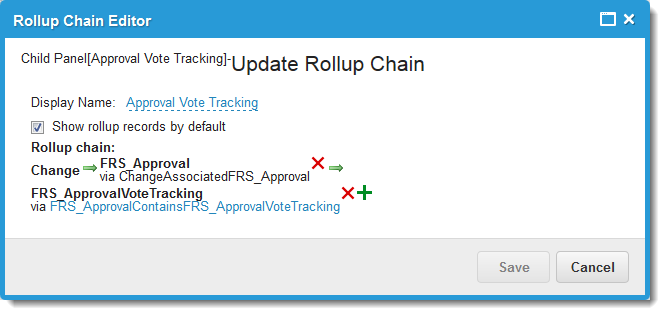 Rollup Chain Editor
Child Panel[Approval Vote Tracking]-Update Rollup Chain
Display Name: Approval Vote Tracking
Show rollup records by default
Rollup chain:
Change FRS_Approval
via ChangeAssociatedFRS_Approval
FRS_ApprovalVoteTracking
via FRS_ApprovalContainsFRS_ApprovalVoteTracking
Save Cancel